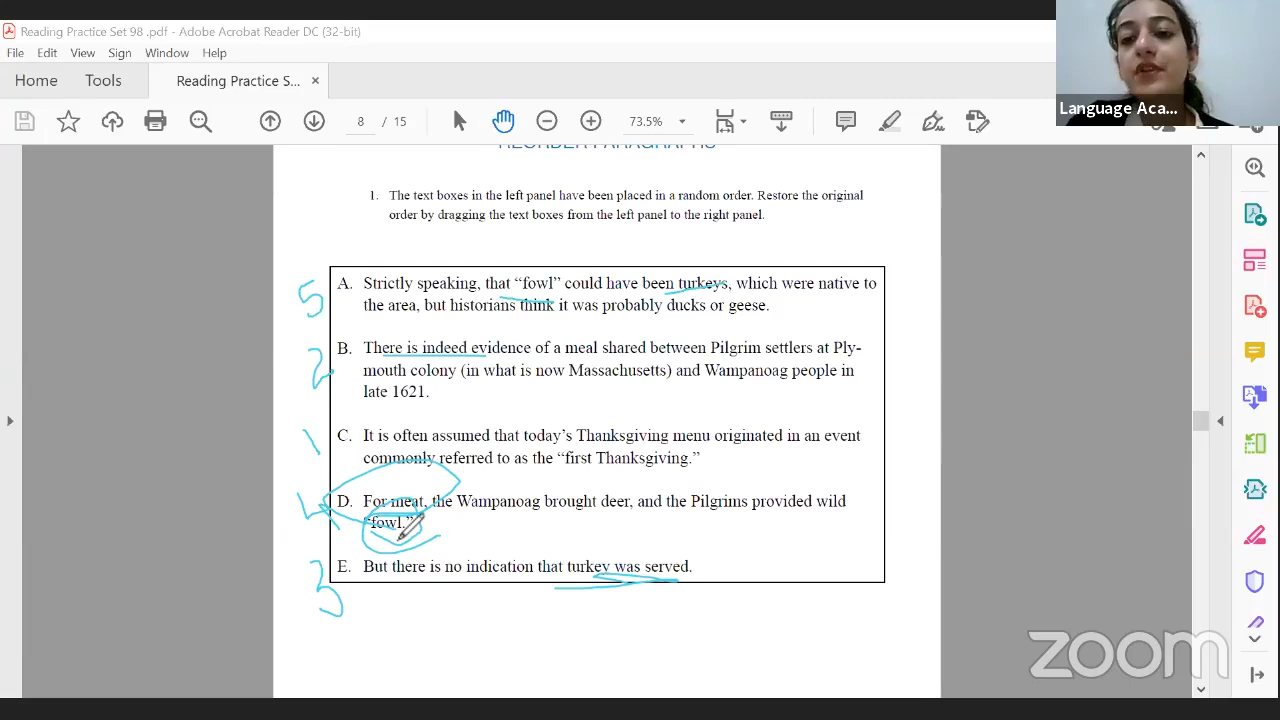 Reading Practice Set 98 .pdf - Adobe Acrobat Reader DC (32-bit)
File Edit View Sign Window Help
Home Tools Reading Practice S... ×
8 / 15 73.5%
Language Aca...
REORDER PARAGRAPHS
1. The text boxes in the left panel have been placed in a random order. Restore the original
order by dragging the text boxes from the left panel to the right panel.
5 A. Strictly speaking, that “fowl” could have been turkeys, which were native to
the area, but historians think it was probably ducks or geese.
2 B. There is indeed evidence of a meal shared between Pilgrim settlers at Ply-
mouth colony (in what is now Massachusetts) and Wampanoag people in
late 1621.
1 C. It is often assumed that today’s Thanksgiving menu originated in an event
commonly referred to as the “first Thanksgiving.”
4 D. For meat, the Wampanoag brought deer, and the Pilgrims provided wild
“fowl.”
3 E. But there is no indication that turkey was served.
zoom